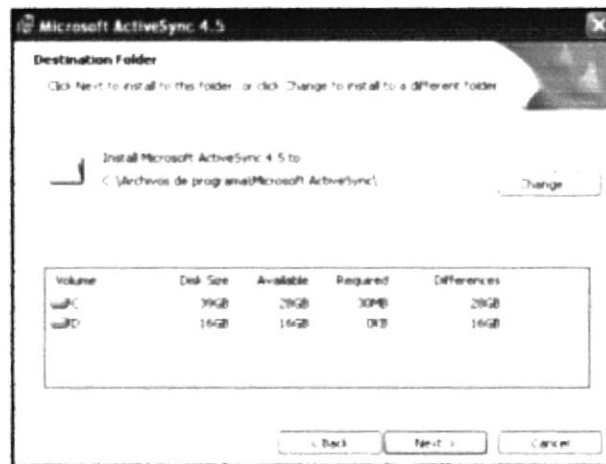 Microsoft ActiveSync 4.5
Destination Folder
Click Next to install to this folder, or click Change to install to a different folder
Install Microsoft ActiveSync 4.5 to
C:\Archivos de programa\Microsoft ActiveSync\
Change
Volume Disk Size Available Required Differences
C 39GB 28GB 30MB 28GB
D 16GB 16GB 0KB 16GB
< Back Next > Cancel